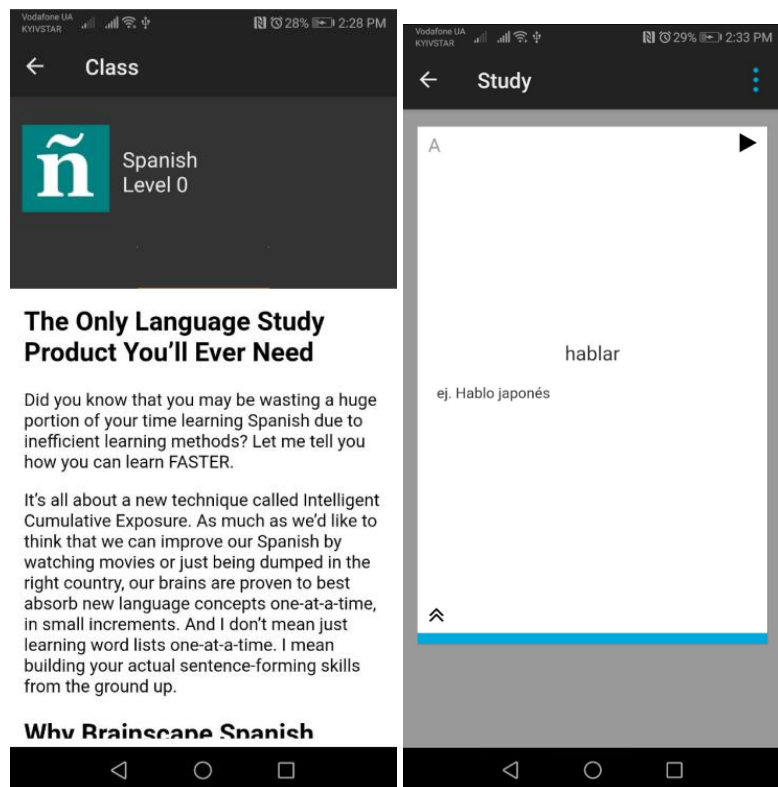 Vodafone UA
KYIVSTAR
28% 2:28 PM
Class
ñ
Spanish
Level 0
The Only Language Study
Product You’ll Ever Need
Did you know that you may be wasting a huge
portion of your time learning Spanish due to
inefficient learning methods? Let me tell you
how you can learn FASTER.
It’s all about a new technique called Intelligent
Cumulative Exposure. As much as we’d like to
think that we can improve our Spanish by
watching movies or just being dumped in the
right country, our brains are proven to best
absorb new language concepts one-at-a-time,
in small increments. And I don’t mean just
learning word lists one-at-a-time. I mean
building your actual sentence-forming skills
from the ground up.
Why Brainscape Spanish
Vodafone UA
KYIVSTAR
29% 2:33 PM
Study
A
hablar
ej. Hablo japonés